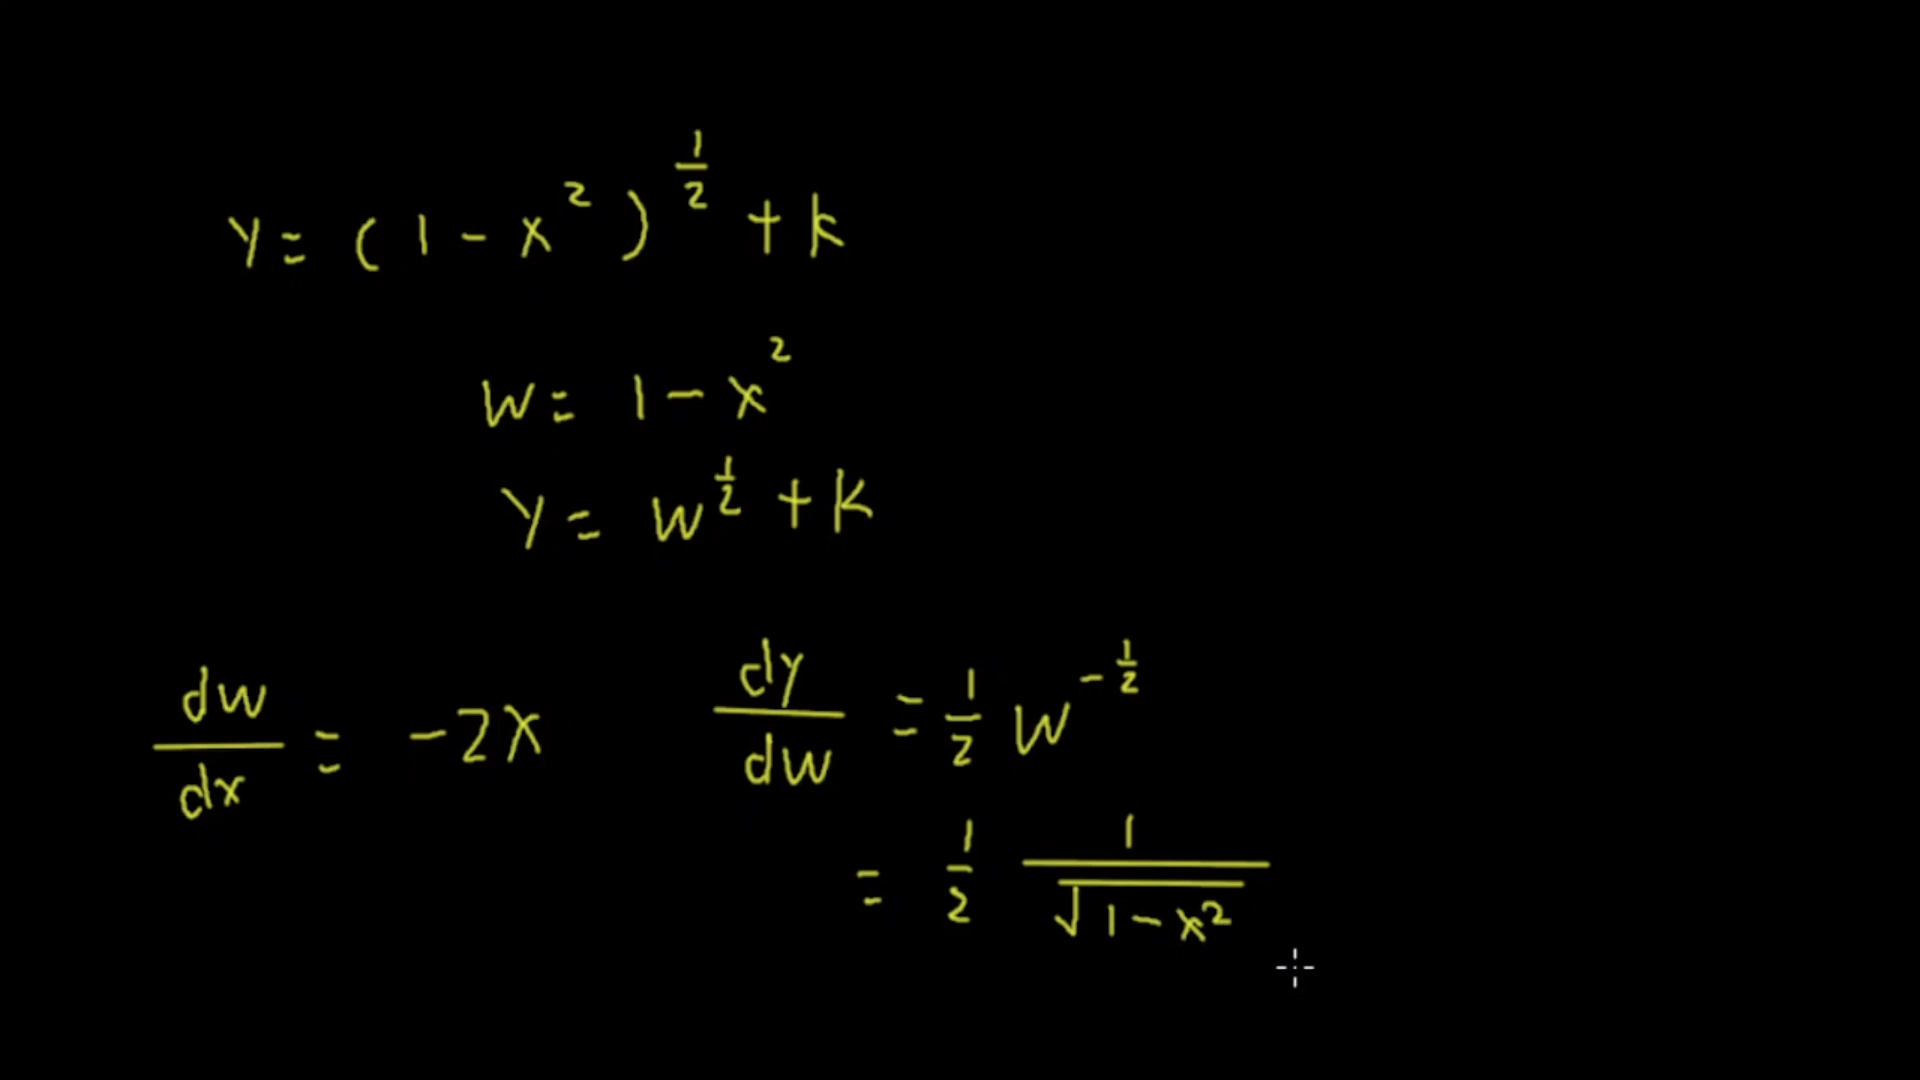 y = (1 - x²)^(1/2) + k
w = 1 - x²
y = w^(1/2) + k
dw/dx = -2x
dy/dw = 1/2 w^(-1/2)
= 1/2 1/√(1 - x²)